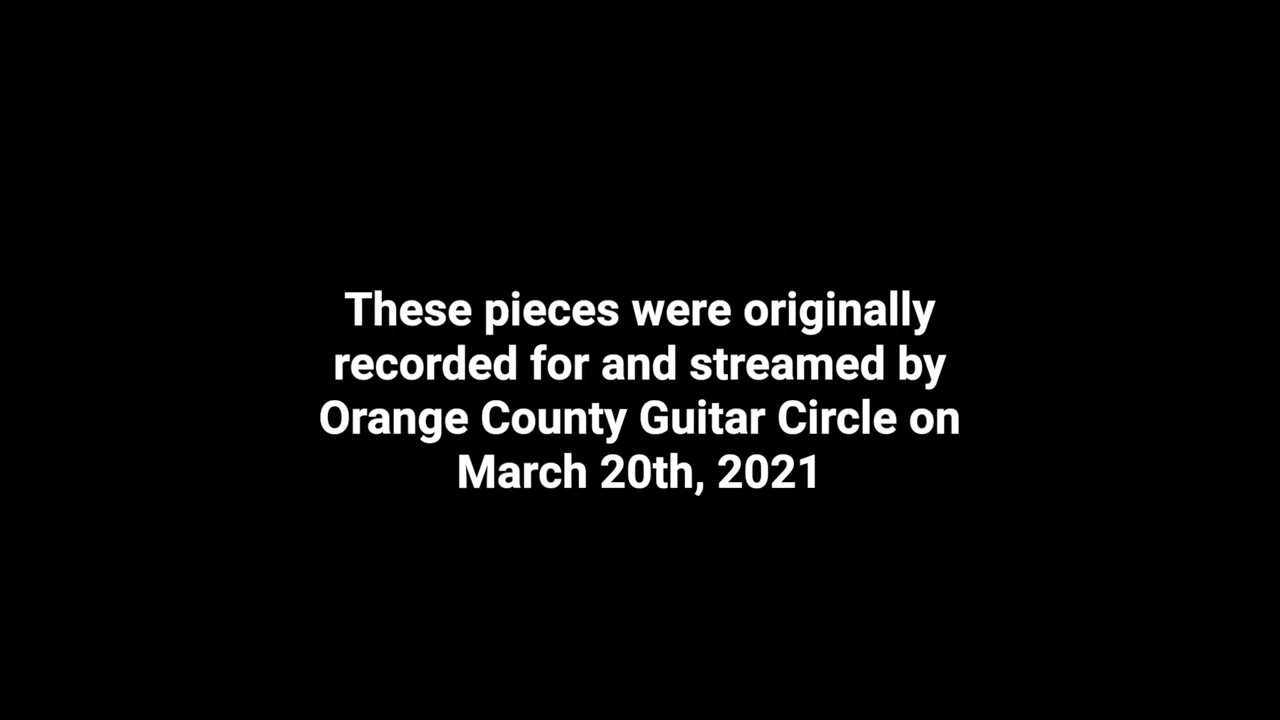 These pieces were originally
recorded for and streamed by
Orange County Guitar Circle on
March 20th, 2021